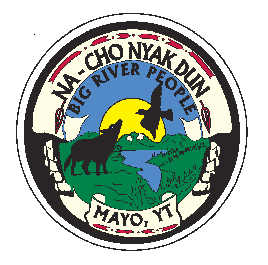 NA-CHO NYAK DUN
BIG RIVER PEOPLE
MAYO, YT